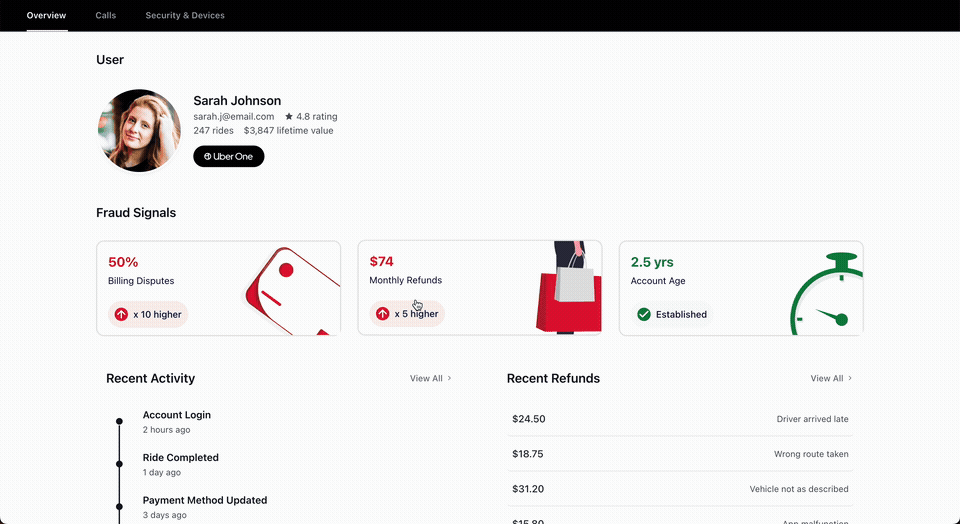 Overview Calls Security & Devices
User
Sarah Johnson
sarah.j@email.com ★ 4.8 rating
247 rides $3,847 lifetime value
Uber One
Fraud Signals
50%
Billing Disputes
x 10 higher
$74
Monthly Refunds
x 5 higher
2.5 yrs
Account Age
Established
Recent Activity View All >
Account Login
2 hours ago
Ride Completed
1 day ago
Payment Method Updated
3 days ago
Recent Refunds View All >
$24.50 Driver arrived late
$18.75 Wrong route taken
$31.20 Vehicle not as described
$15.80 App malfunction